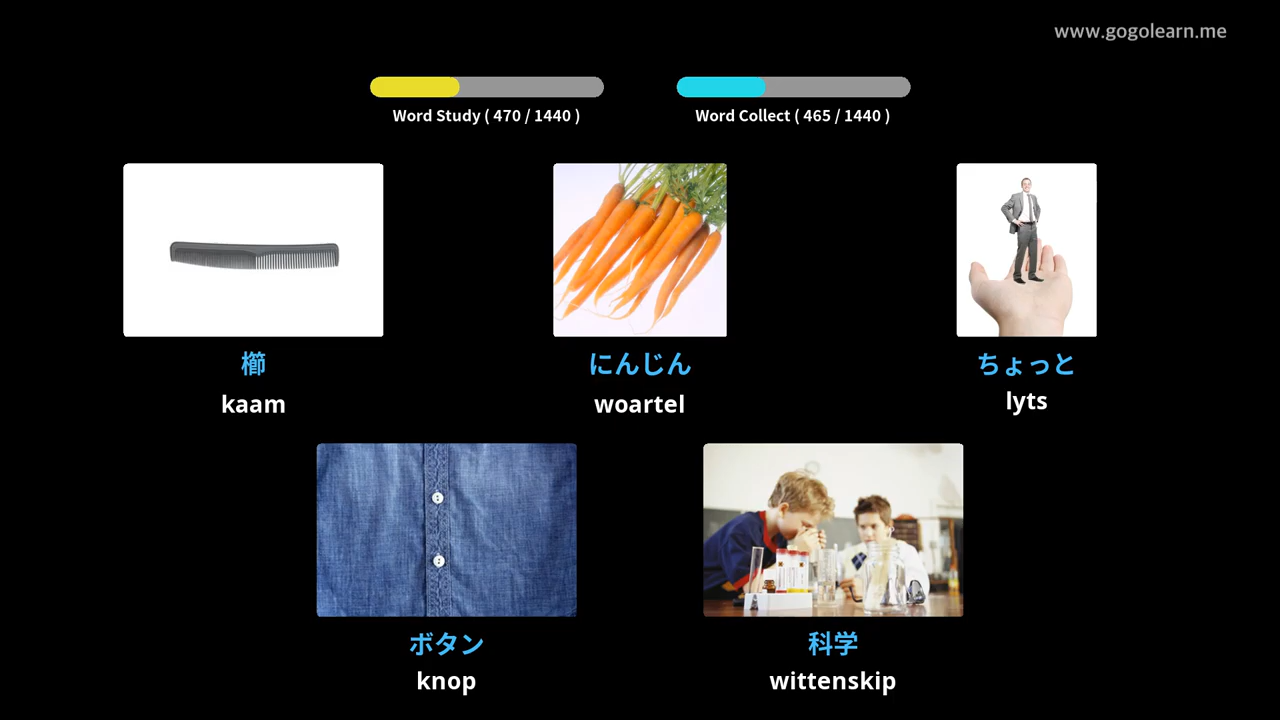 www.gogolearn.me
Word Study ( 470 / 1440 )
Word Collect ( 465 / 1440 )
櫛
にんじん
ちょっと
kaam
woartel
lyts
ボタン
科学
knop
wittenskip